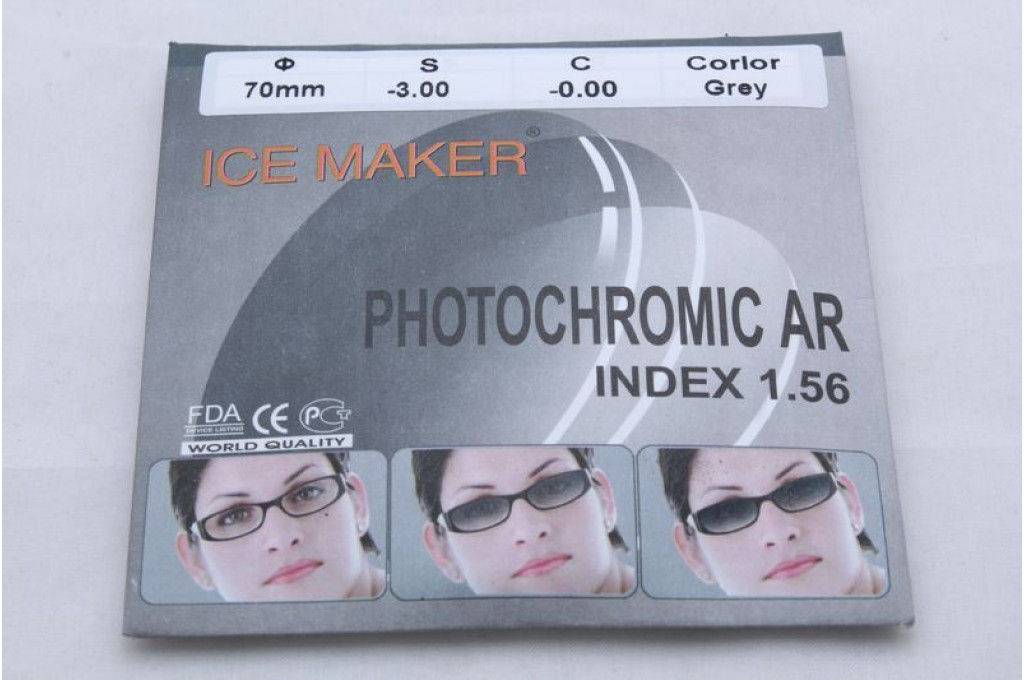 Φ S C Corlor
70mm -3.00 -0.00 Grey
ICE MAKER®
PHOTOCHROMIC AR
INDEX 1.56
FDA CE PCT
DEVICE LISTING
WORLD QUALITY